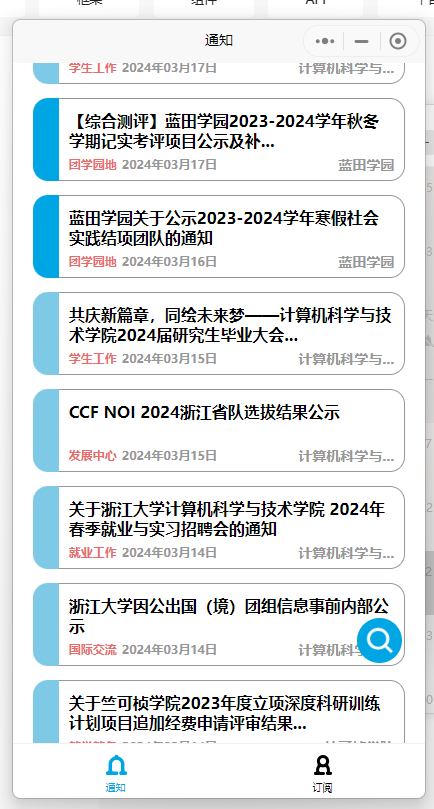 框架
组件
API
通知
学生工作 2024年03月17日 计算机科学与...
【综合测评】蓝田学园2023-2024学年秋冬
学期记实考评项目公示及补...
团学园地 2024年03月17日 蓝田学园
蓝田学园关于公示2023-2024学年寒假社会
实践结项团队的通知
团学园地 2024年03月16日 蓝田学园
共庆新篇章，同绘未来梦——计算机科学与技
术学院2024届研究生毕业大会...
学生工作 2024年03月15日 计算机科学与...
CCF NOI 2024浙江省队选拔结果公示
发展中心 2024年03月15日 计算机科学与...
关于浙江大学计算机科学与技术学院 2024年
春季就业与实习招聘会的通知
就业工作 2024年03月14日 计算机科学与...
浙江大学因公出国（境）团组信息事前内部公
示
国际交流 2024年03月14日 计算机科学与...
关于竺可桢学院2023年度立项深度科研训练
计划项目追加经费申请评审结果...
通知
订阅